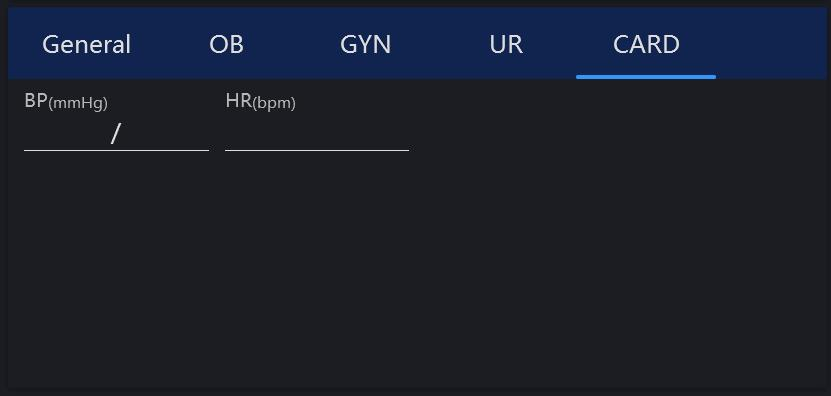 General OB GYN UR CARD
BP(mmHg) HR(bpm)
/